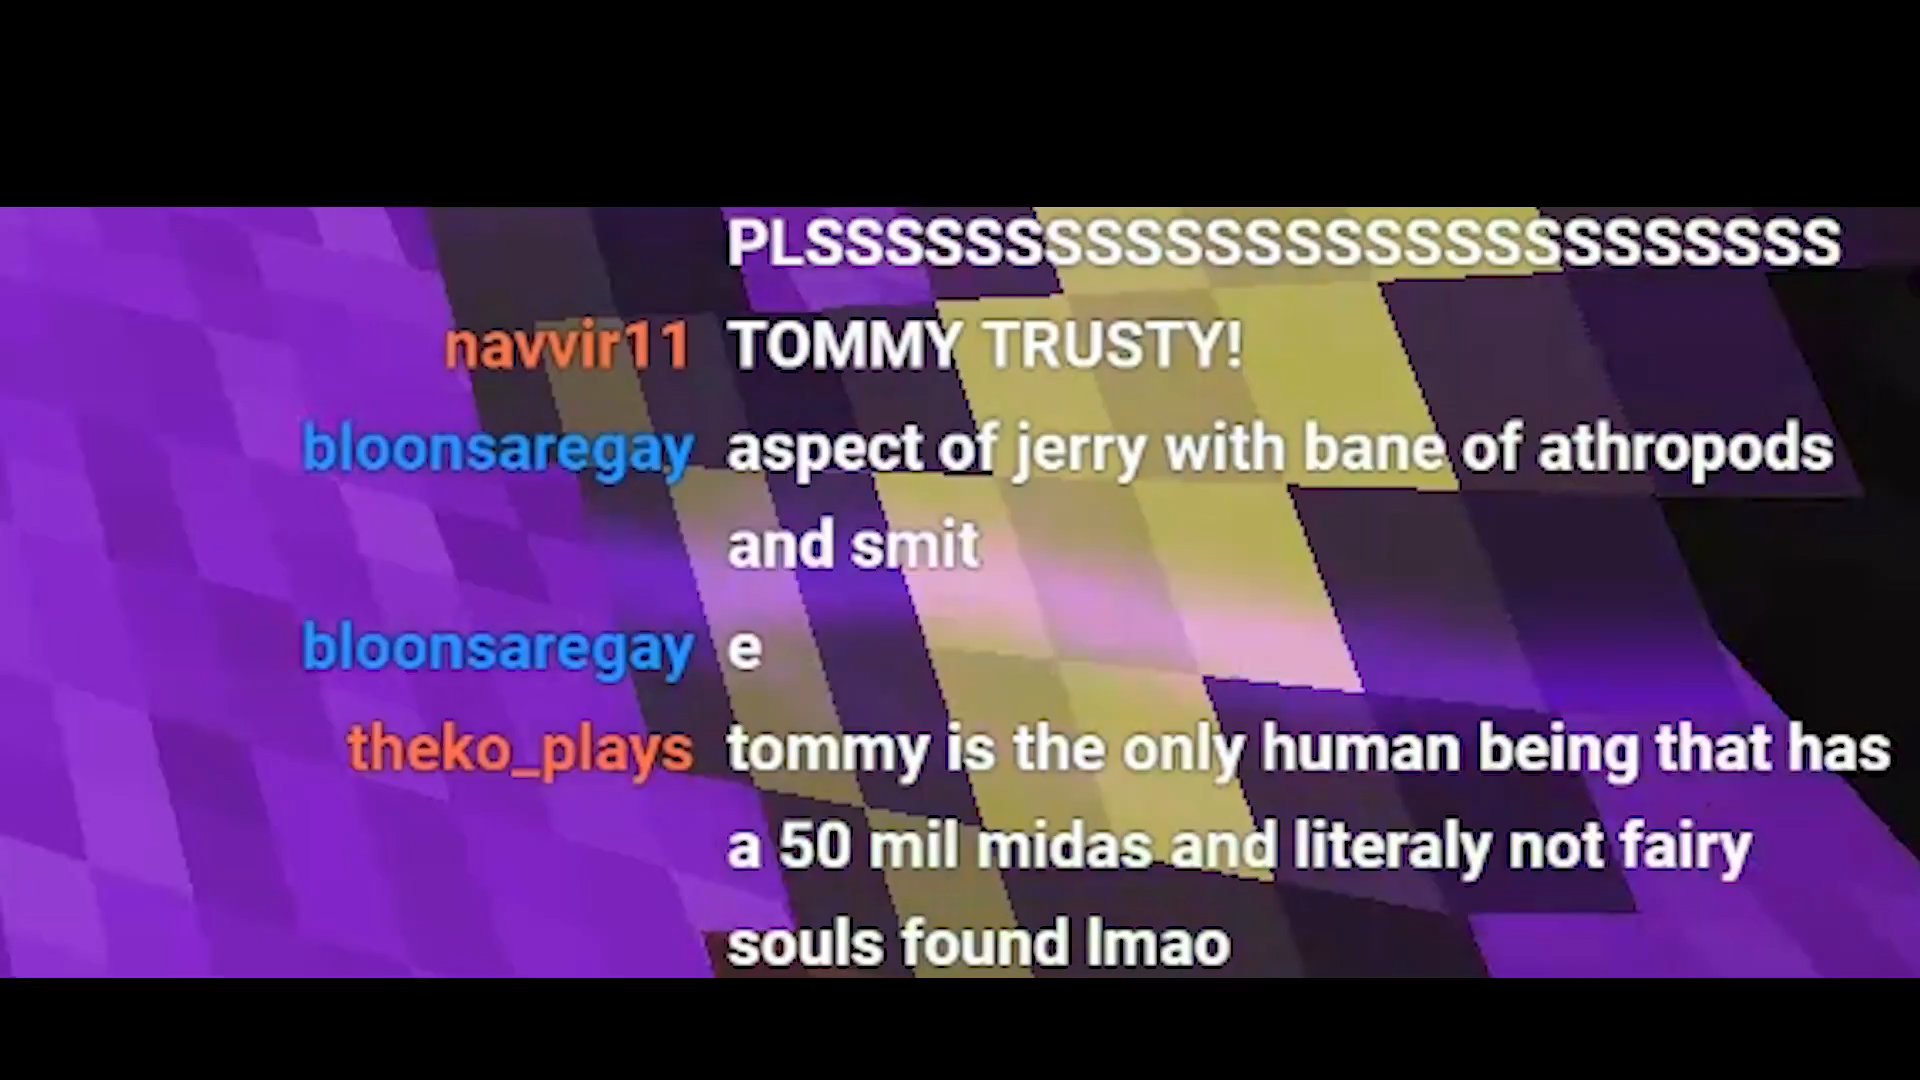 PLSSSSSSSSSSSSSSSSSSSSSSSSSS
navvir11 TOMMY TRUSTY!
bloonsaregay aspect of jerry with bane of athropods
and smit
bloonsaregay e
theko_plays tommy is the only human being that has
a 50 mil midas and literaly not fairy
souls found lmao